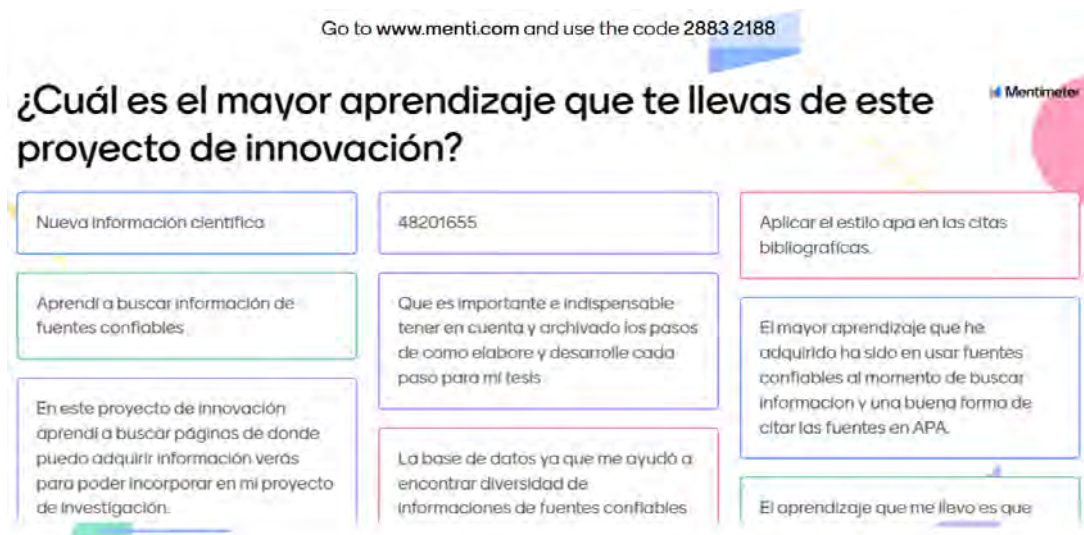 Go to www.menti.com and use the code 2883 2188
¿Cuál es el mayor aprendizaje que te llevas de este
proyecto de innovación?
Mentimeter
Nueva información científica
Aprendí a buscar información de
fuentes confiables
En este proyecto de innovación
aprendí a buscar páginas de donde
puedo adquirir información verás
para poder incorporar en mi proyecto
de investigación.
48201655
Que es importante e indispensable
tener en cuenta y archivado los pasos
de como elabore y desarrolle cada
paso para mi tesis
La base de datos ya que me ayudó a
encontrar diversidad de
informaciones de fuentes confiables
Aplicar el estilo apa en las citas
bibliograficas.
El mayor aprendizaje que he
adquirido ha sido en usar fuentes
confiables al momento de buscar
informacion y una buena forma de
citar las fuentes en APA.
El aprendizaje que me llevo es que